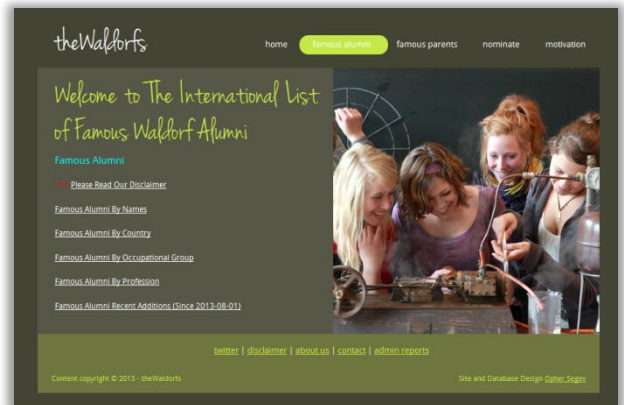 theWaldorfs
home famous alumni famous parents nominate motivation
Welcome to The International List
of Famous Waldorf Alumni
Famous Alumni
*** Please Read Our Disclaimer
Famous Alumni By Names
Famous Alumni By Country
Famous Alumni By Occupational Group
Famous Alumni By Profession
Famous Alumni Recent Additions (Since 2013-08-01)
twitter | disclaimer | about us | contact | admin reports
Content copyright © 2013 - theWaldorfs Site and Database Design Opher Segev